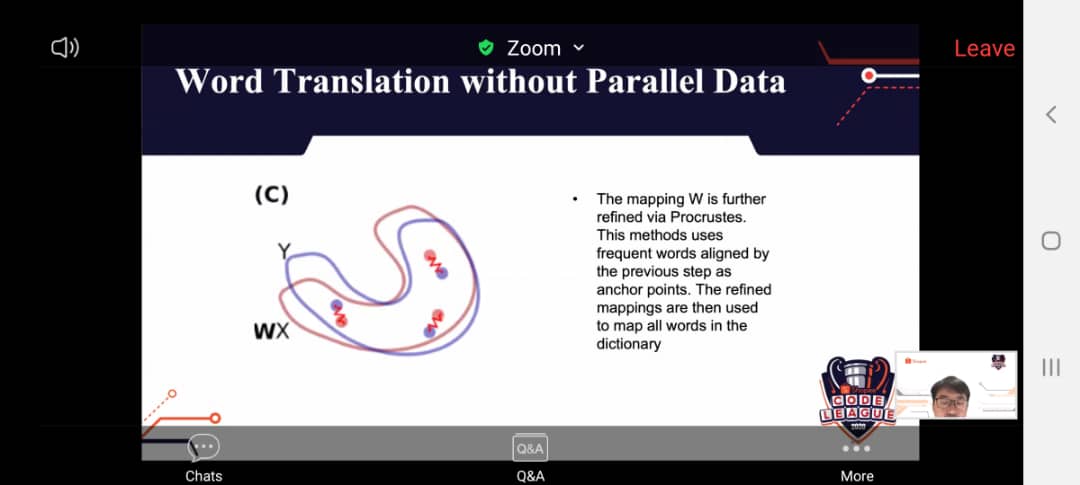 Zoom
Leave
Word Translation without Parallel Data
(C)
Y
WX
• The mapping W is further
refined via Procrustes.
This methods uses
frequent words aligned by
the previous step as
anchor points. The refined
mappings are then used
to map all words in the
dictionary
CODE
LEAGUE
2020
Chats
Q&A
Q&A
More